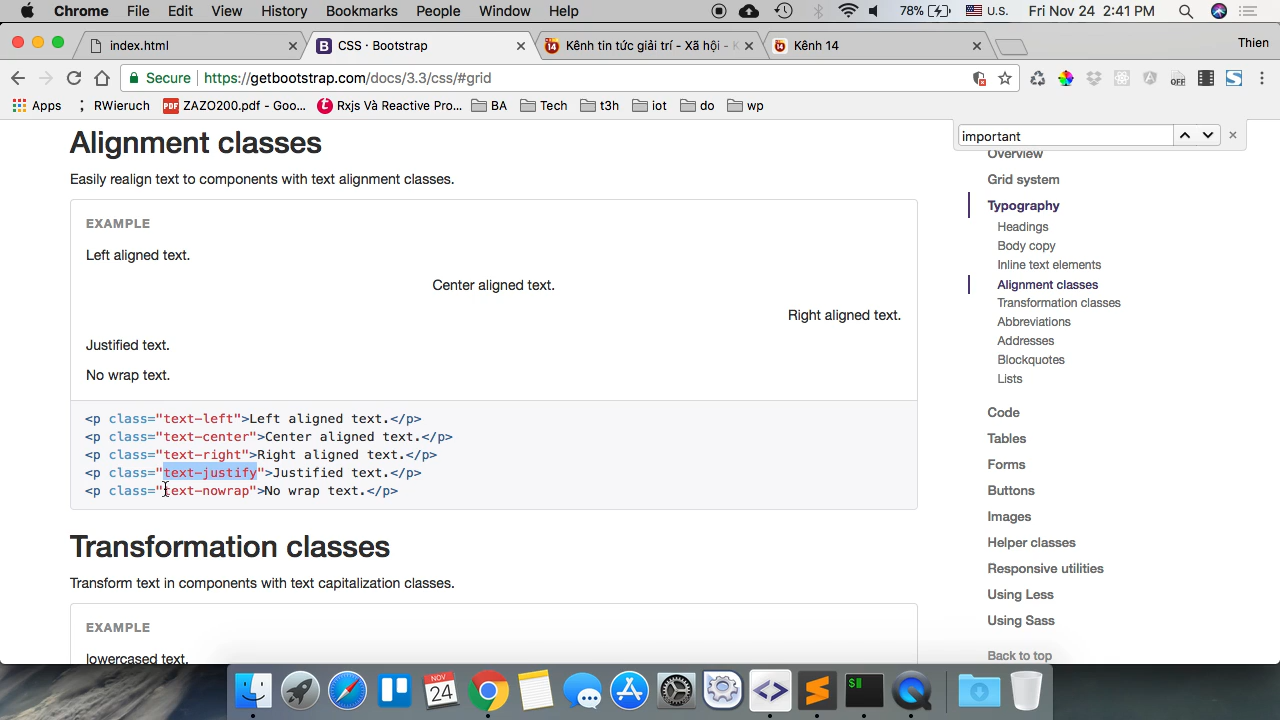 Chrome File Edit View History Bookmarks People Window Help 78% U.S. Fri Nov 24 2:41 PM
index.html CSS · Bootstrap Kênh tin tức giải trí - Xã hội - K Kênh 14 Thien
Secure https://getbootstrap.com/docs/3.3/css/#grid OFF
Apps RWieruch PDF ZAZO200.pdf - Goo... Rxjs Và Reactive Pro... BA Tech t3h iot do wp
important
Alignment classes
Easily realign text to components with text alignment classes.
EXAMPLE
Left aligned text.
Center aligned text.
Right aligned text.
Justified text.
No wrap text.
<p class="text-left">Left aligned text.</p>
<p class="text-center">Center aligned text.</p>
<p class="text-right">Right aligned text.</p>
<p class="text-justify">Justified text.</p>
<p class="text-nowrap">No wrap text.</p>
Transformation classes
Transform text in components with text capitalization classes.
EXAMPLE
lowercased text.
Overview
Grid system
Typography
Headings
Body copy
Inline text elements
Alignment classes
Transformation classes
Abbreviations
Addresses
Blockquotes
Lists
Code
Tables
Forms
Buttons
Images
Helper classes
Responsive utilities
Using Less
Using Sass
Back to top
NOV
24